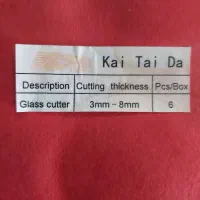 Kai Tai Da
Description Cutting thickness Pcs/Box
Glass cutter 3mm-8mm 6